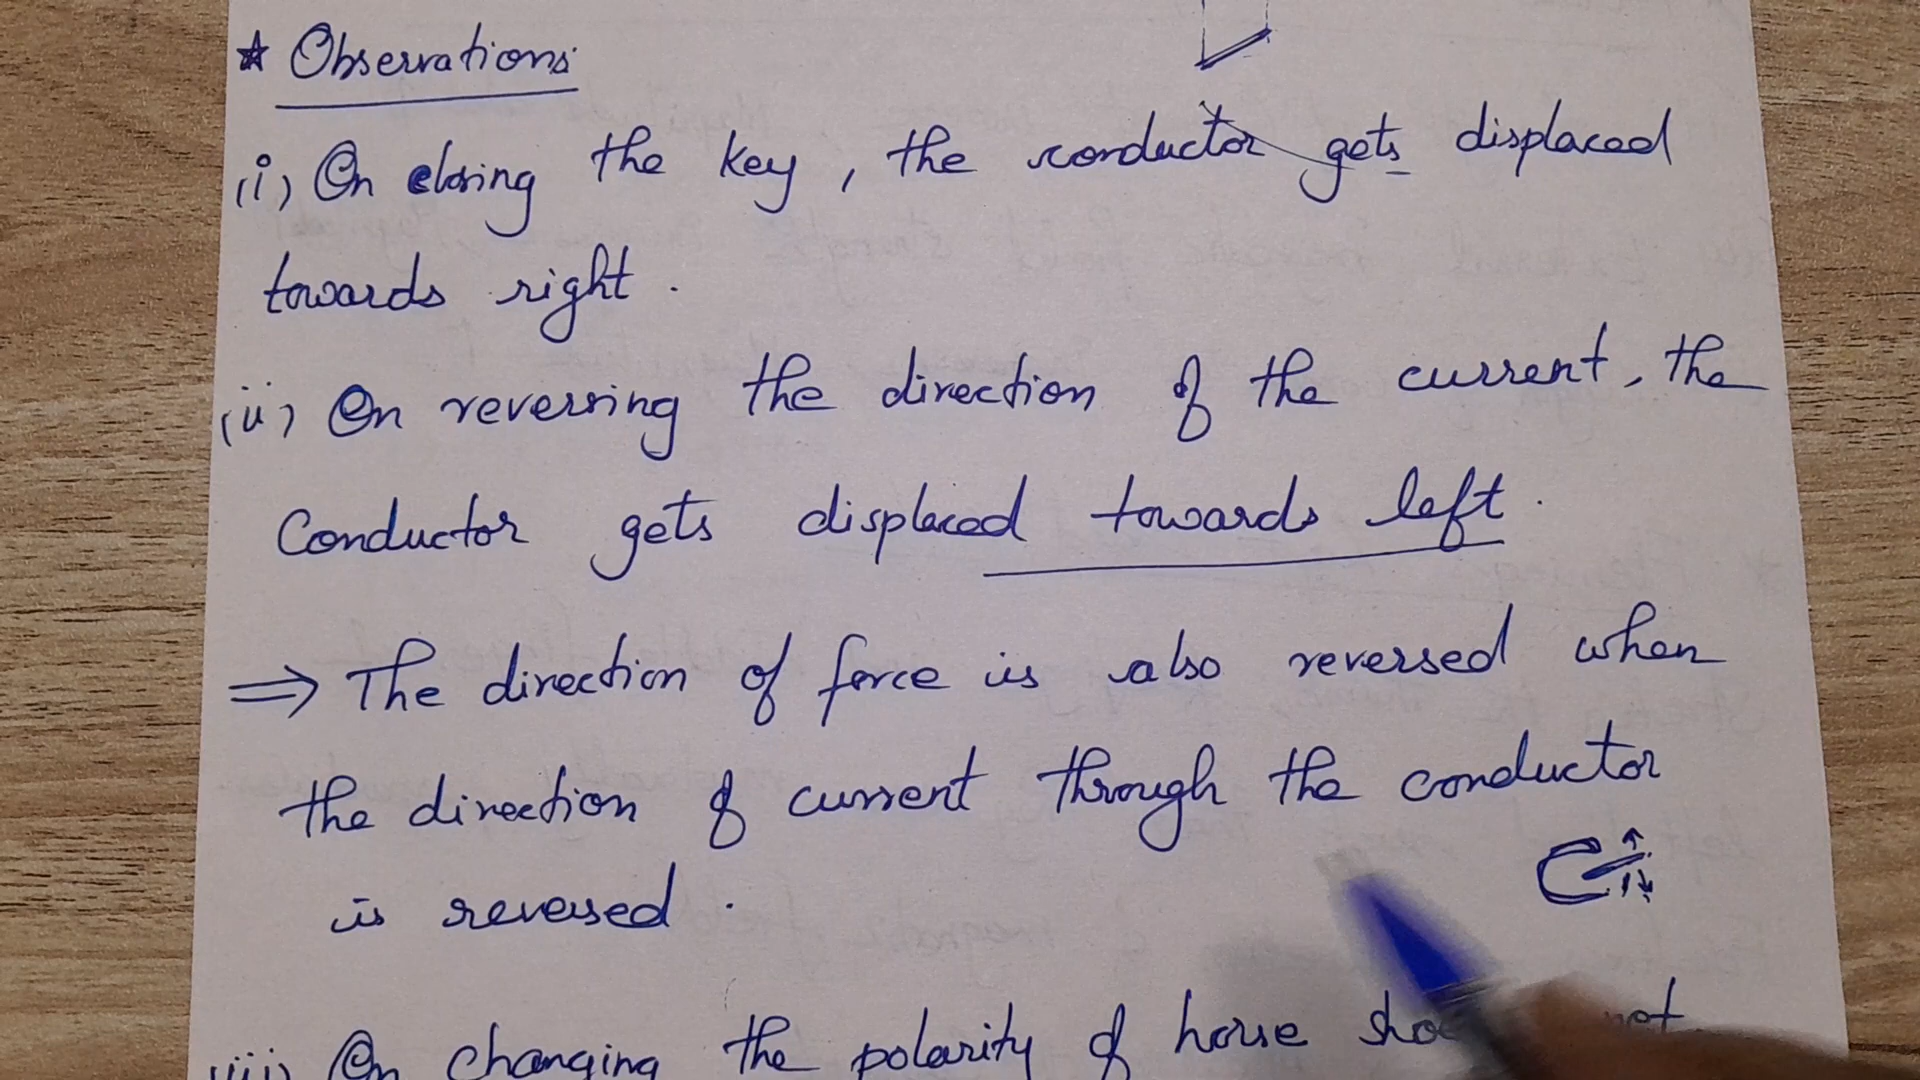 ☆ Observations:
(i) On closing the key, the conductor gets displaced
towards right.
(ii) On reversing the direction of the current, the
Conductor gets displaced towards left.
⇒ The direction of force is also reversed when
the direction of current through the conductor
is reversed.
(iii) On changing the polarity of horse